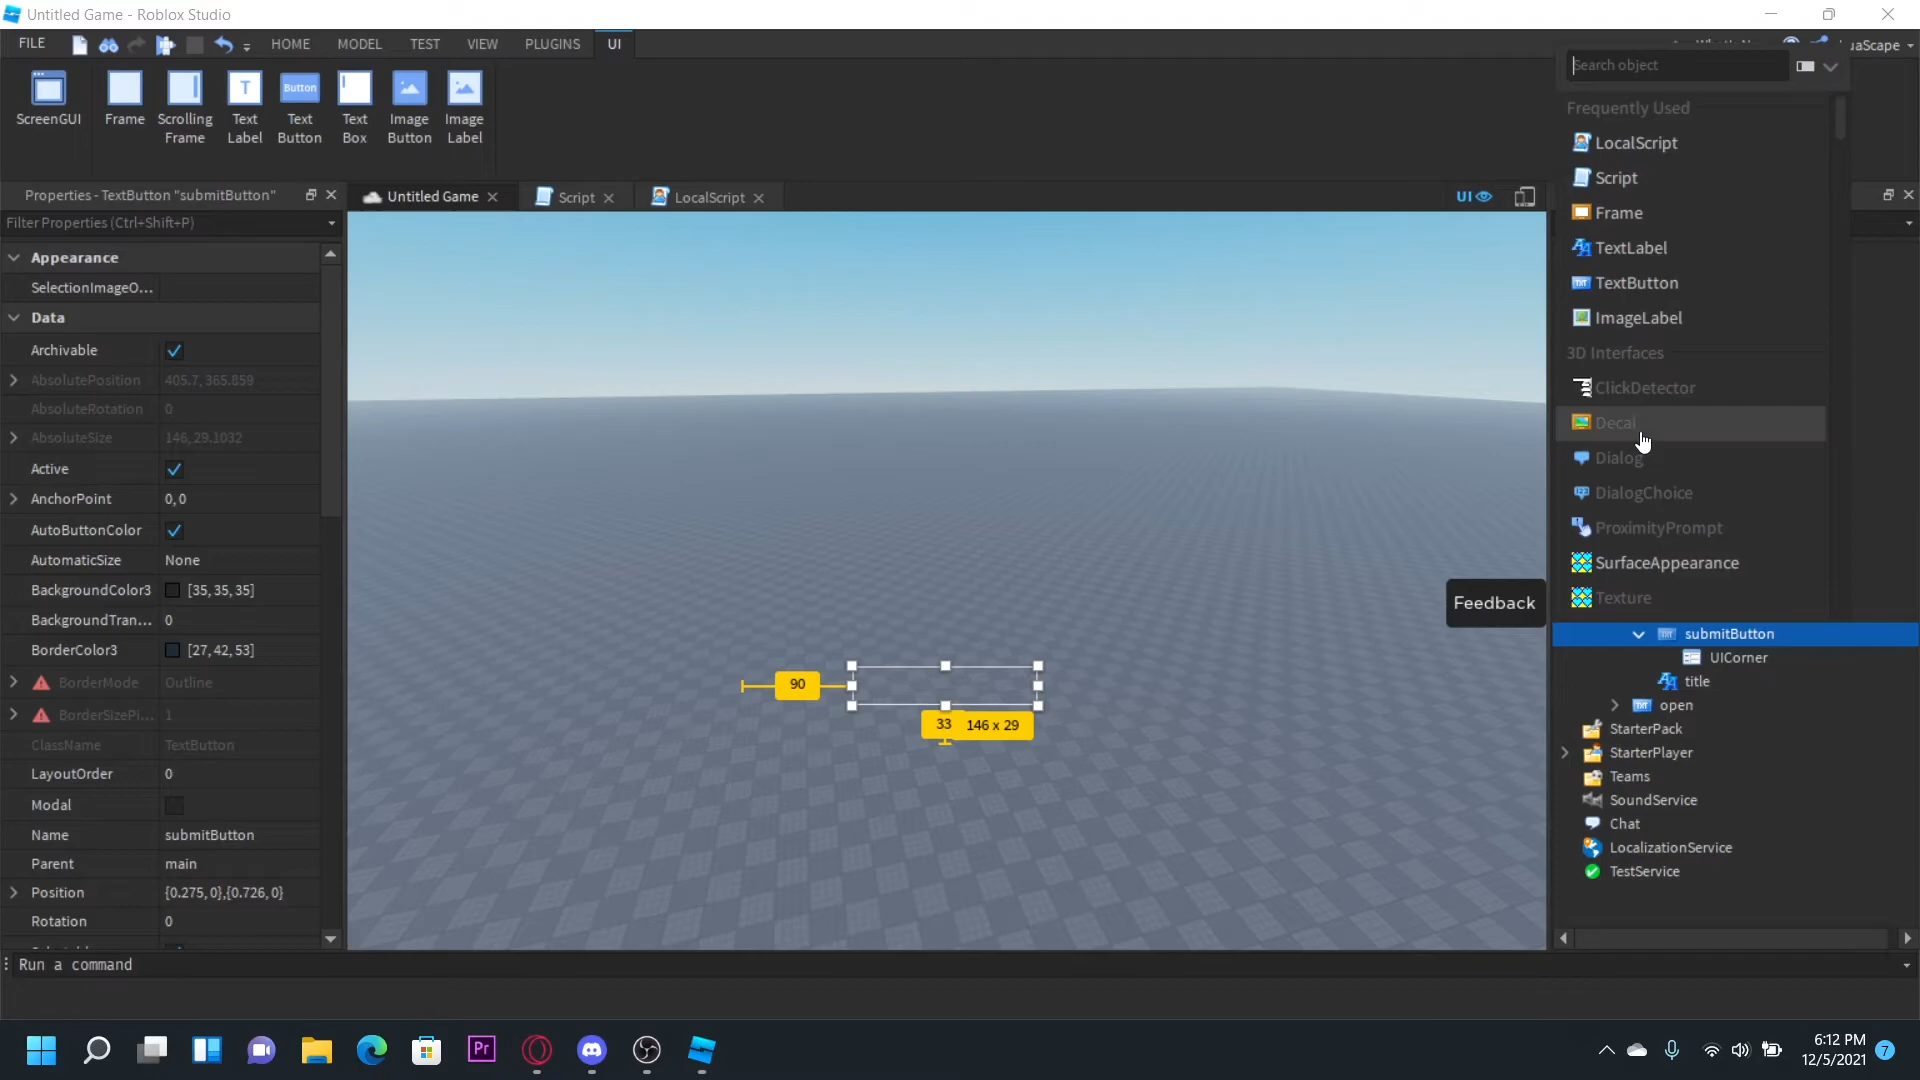 Untitled Game - Roblox Studio
FILE
HOME
MODEL
TEST
VIEW
PLUGINS
UI
uaScape
ScreenGUI
Frame
Scrolling
Frame
Text
Label
Button
Text
Button
Text
Box
Image
Button
Image
Label
Properties - TextButton "submitButton"
Untitled Game
Script
LocalScript
UI
Filter Properties (Ctrl+Shift+P)
Appearance
SelectionImageO...
Data
Archivable
AbsolutePosition 405.7, 365.859
AbsoluteRotation 0
AbsoluteSize 146, 29.1032
Active
AnchorPoint 0, 0
AutoButtonColor
AutomaticSize None
BackgroundColor3 [35, 35, 35]
BackgroundTran... 0
BorderColor3 [27, 42, 53]
BorderMode Outline
BorderSizePi... 1
ClassName TextButton
LayoutOrder 0
Modal
Name submitButton
Parent main
Position {0.275, 0},{0.726, 0}
Rotation 0
90
33
146 x 29
Feedback
Search object
Frequently Used
LocalScript
Script
Frame
TextLabel
TextButton
ImageLabel
3D Interfaces
ClickDetector
Decal
Dialog
DialogChoice
ProximityPrompt
SurfaceAppearance
Texture
submitButton
UICorner
title
open
StarterPack
StarterPlayer
Teams
SoundService
Chat
LocalizationService
TestService
Run a command
Pr
6:12 PM
12/5/2021
7